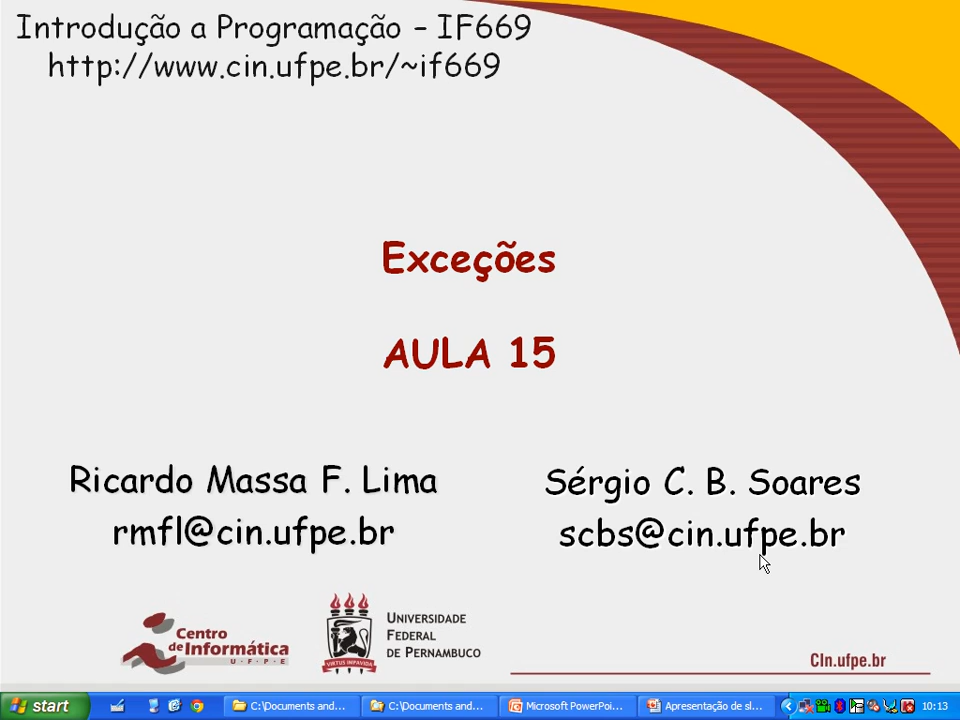 Introdução a Programação – IF669
http://www.cin.ufpe.br/~if669
Exceções
AULA 15
Ricardo Massa F. Lima
rmfl@cin.ufpe.br
Sérgio C. B. Soares
scbs@cin.ufpe.br
Centro
de Informática
U · F · P · E
VIRTUS IMPAVIDA
UNIVERSIDADE
FEDERAL
DE PERNAMBUCO
CIn.ufpe.br
start
C:\Documents and...
C:\Documents and...
Microsoft PowerPoi...
Apresentação de sl...
10:13